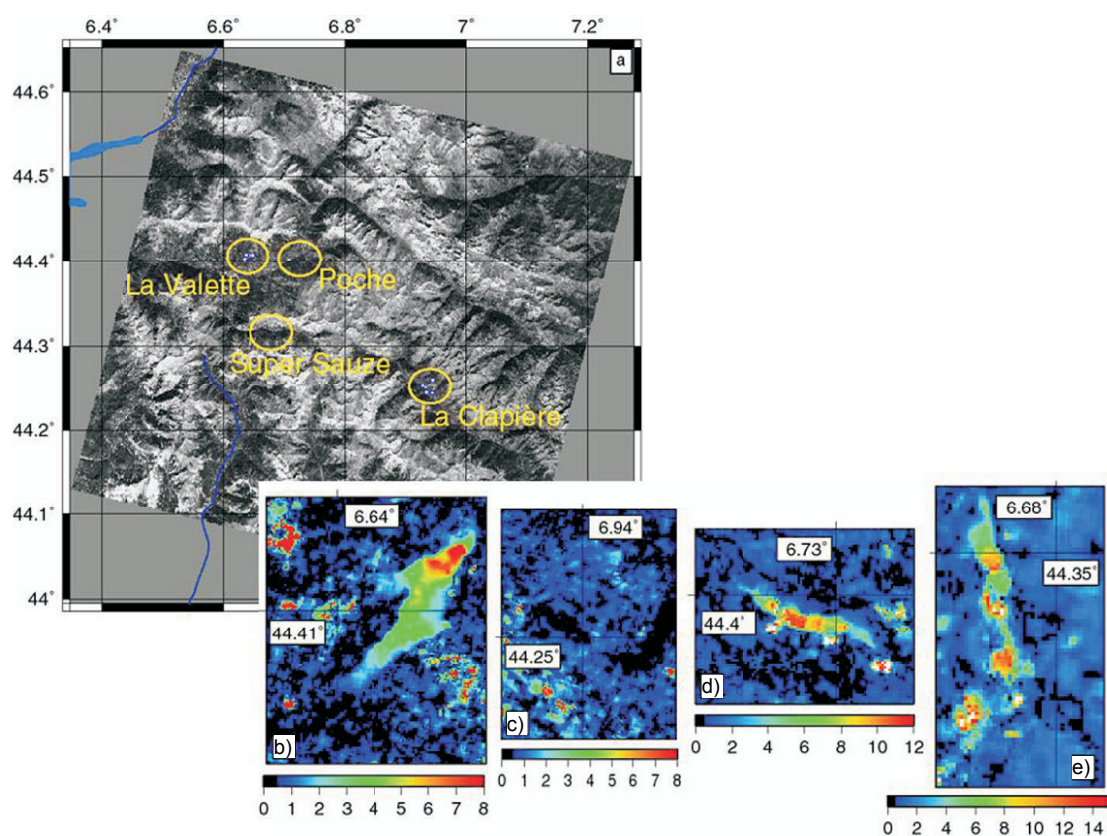 6.4° 6.6° 6.8° 7° 7.2°
a
44.6°
44.5°
44.4°
44.3°
44.2°
44.1°
44°
La Valette
Poche
Super Sauze
La Clapière
6.64°
44.41°
b)
0 1 2 3 4 5 6 7 8
6.94°
44.25°
c)
0 1 2 3 4 5 6 7 8
6.73°
44.4°
d)
0 2 4 6 8 10 12
6.68°
44.35°
e)
0 2 4 6 8 10 12 14